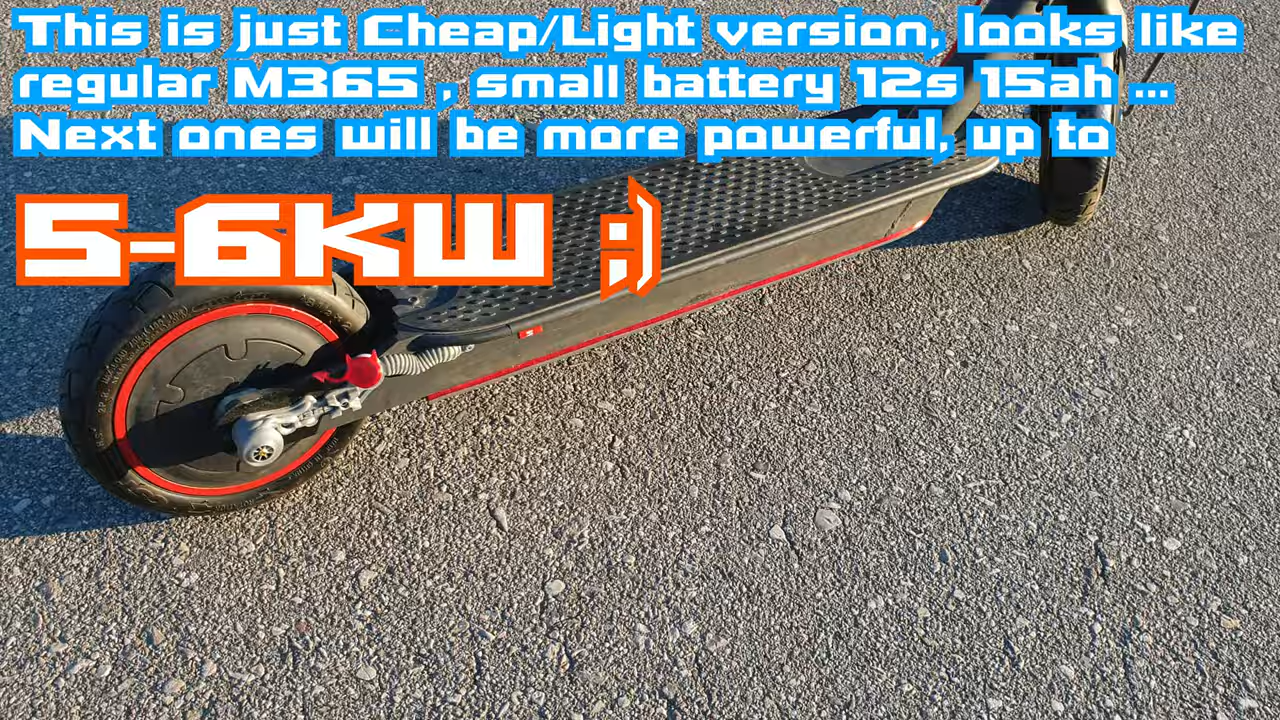 This is just Cheap/Light version, looks like
regular M365 , small battery 12s 15ah ...
Next ones will be more powerful, up to
5-6KW ;)